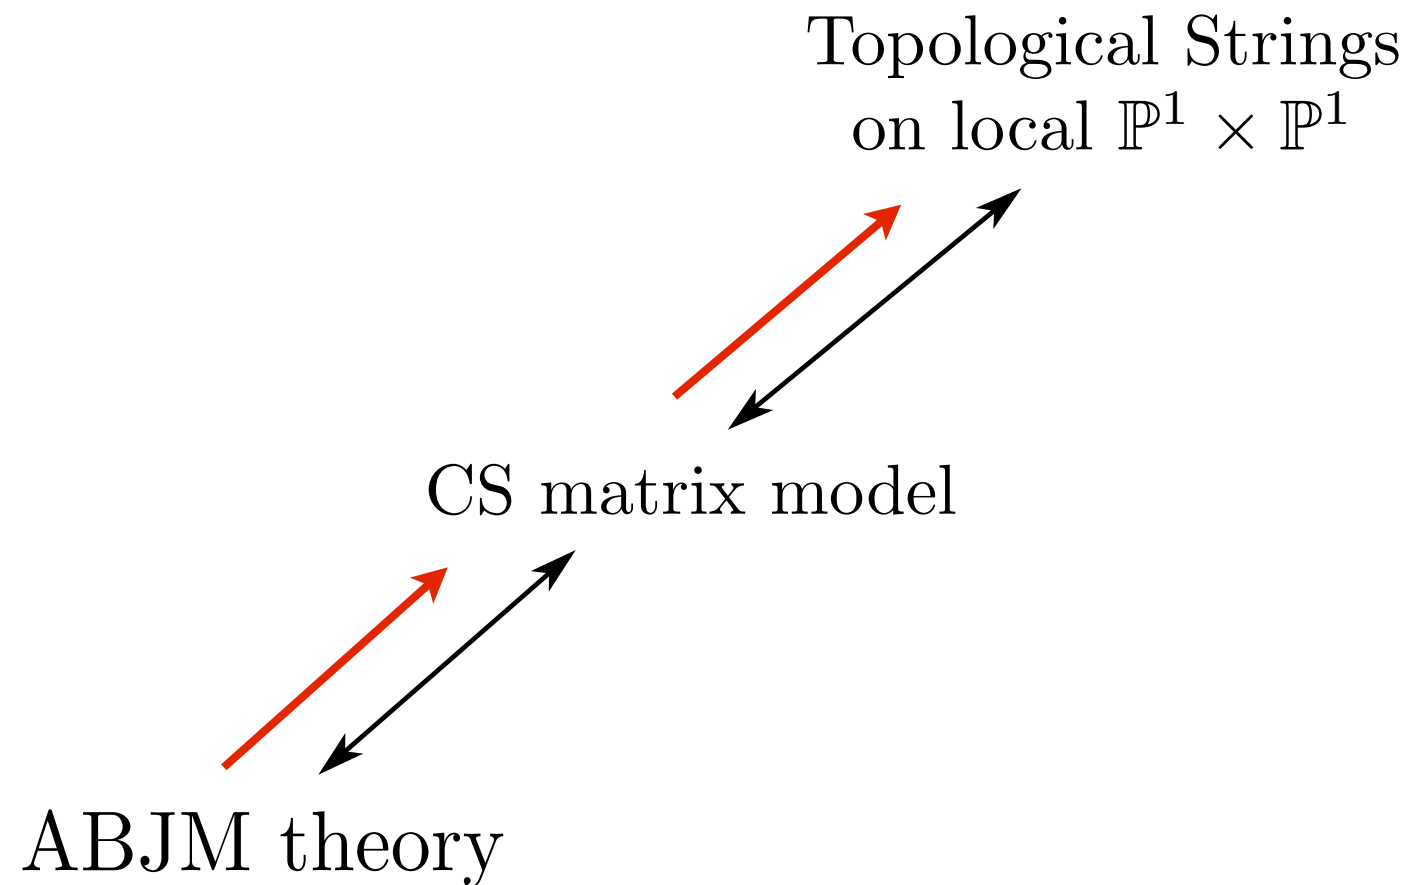 Topological Strings
on local ℙ¹ × ℙ¹
CS matrix model
ABJM theory